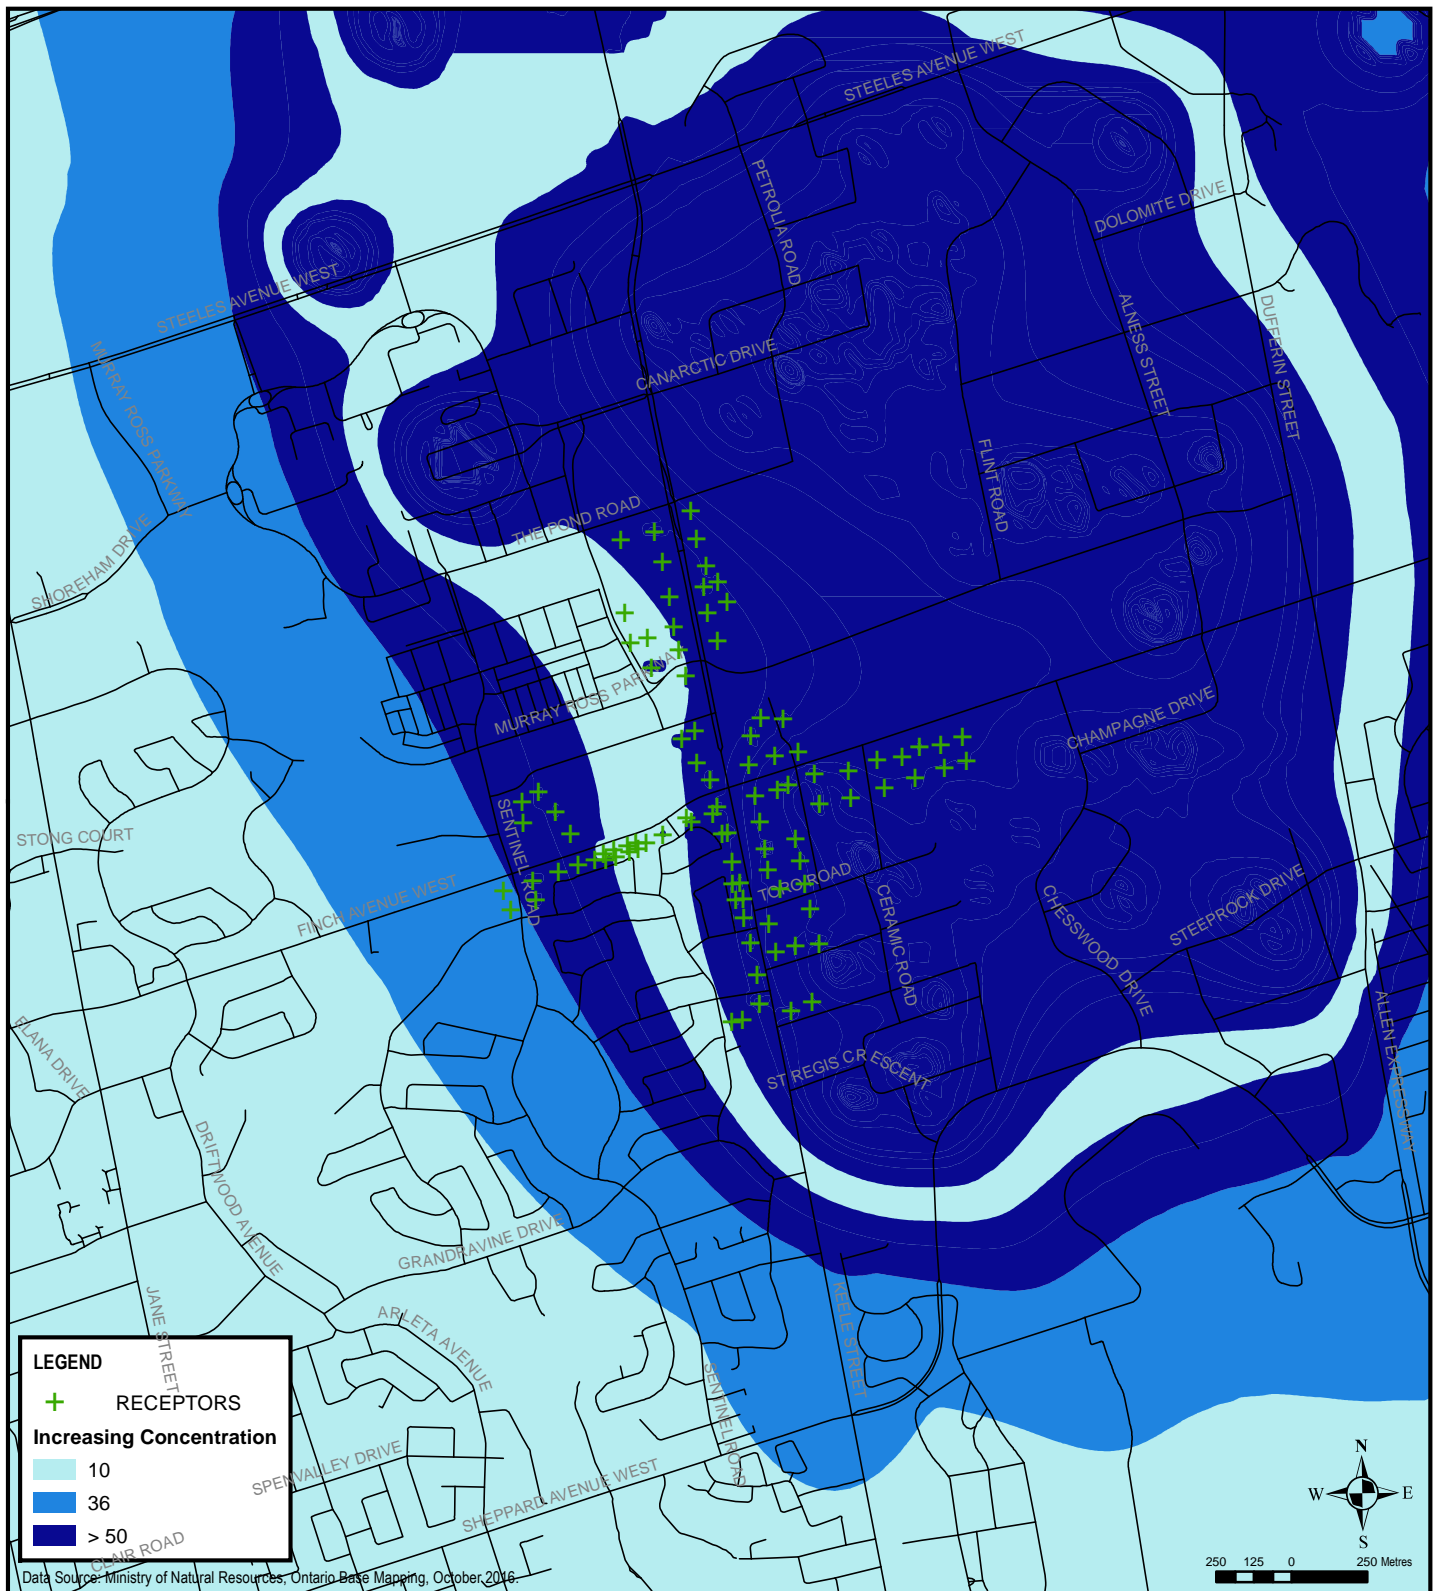 STEELES AVENUE WEST
PETROLIA ROAD
DOLOMITE DRIVE
STEELES AVENUE WEST
MURRAY ROSS PARKWAY
ALNESS STREET
DUFFERIN STREET
CANARCTIC DRIVE
FLINT ROAD
THE POND ROAD
SHOREHAM DRIVE
MURRAY ROSS PARKWAY
CHAMPAGNE DRIVE
STONG COURT
SENTINEL ROAD
FINCH AVENUE WEST
TORO ROAD
CERAMIC ROAD
CHESSWOOD DRIVE
STEEPROCK DRIVE
ELANA DRIVE
ALLEN EXPRESSWAY
ST REGIS CRESCENT
DRIFTWOOD AVENUE
GRANDRAVINE DRIVE
JANE STREET
ARLETA AVENUE
KEELE STREET
SENTINEL ROAD
SPENVALLEY DRIVE
SHEPPARD AVENUE WEST
CLAIR ROAD
LEGEND
RECEPTORS
Increasing Concentration
10
36
> 50
N
W E
S
250 125 0 250 Metres
Data Source: Ministry of Natural Resources, Ontario Base Mapping, October 2016.